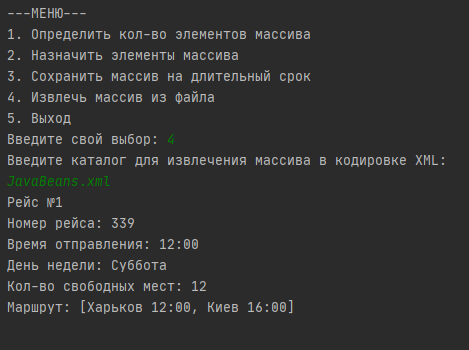 ---МЕНЮ---
1. Определить кол-во элементов массива
2. Назначить элементы массива
3. Сохранить массив на длительный срок
4. Извлечь массив из файла
5. Выход
Введите свой выбор: 4
Введите каталог для извлечения массива в кодировке XML:
JavaBeans.xml
Рейс №1
Номер рейса: 339
Время отправления: 12:00
День недели: Суббота
Кол-во свободных мест: 12
Маршрут: [Харьков 12:00, Киев 16:00]